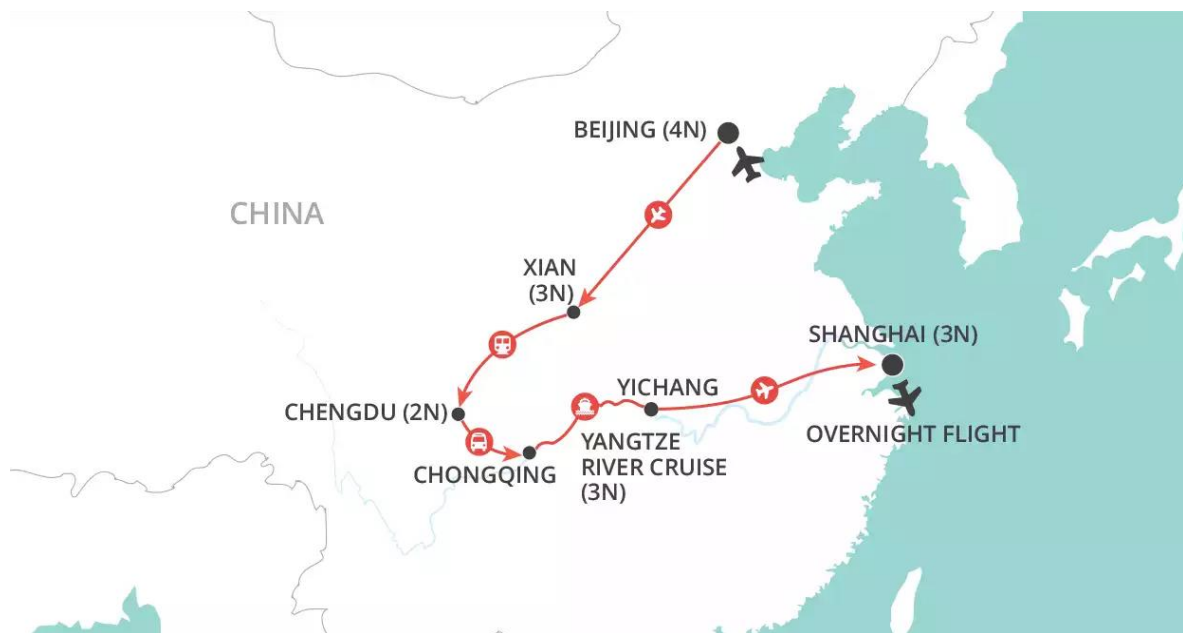 BEIJING (4N)
CHINA
XIAN
(3N)
SHANGHAI (3N)
YICHANG
CHENGDU (2N)
OVERNIGHT FLIGHT
YANGTZE
RIVER CRUISE
(3N)
CHONGQING